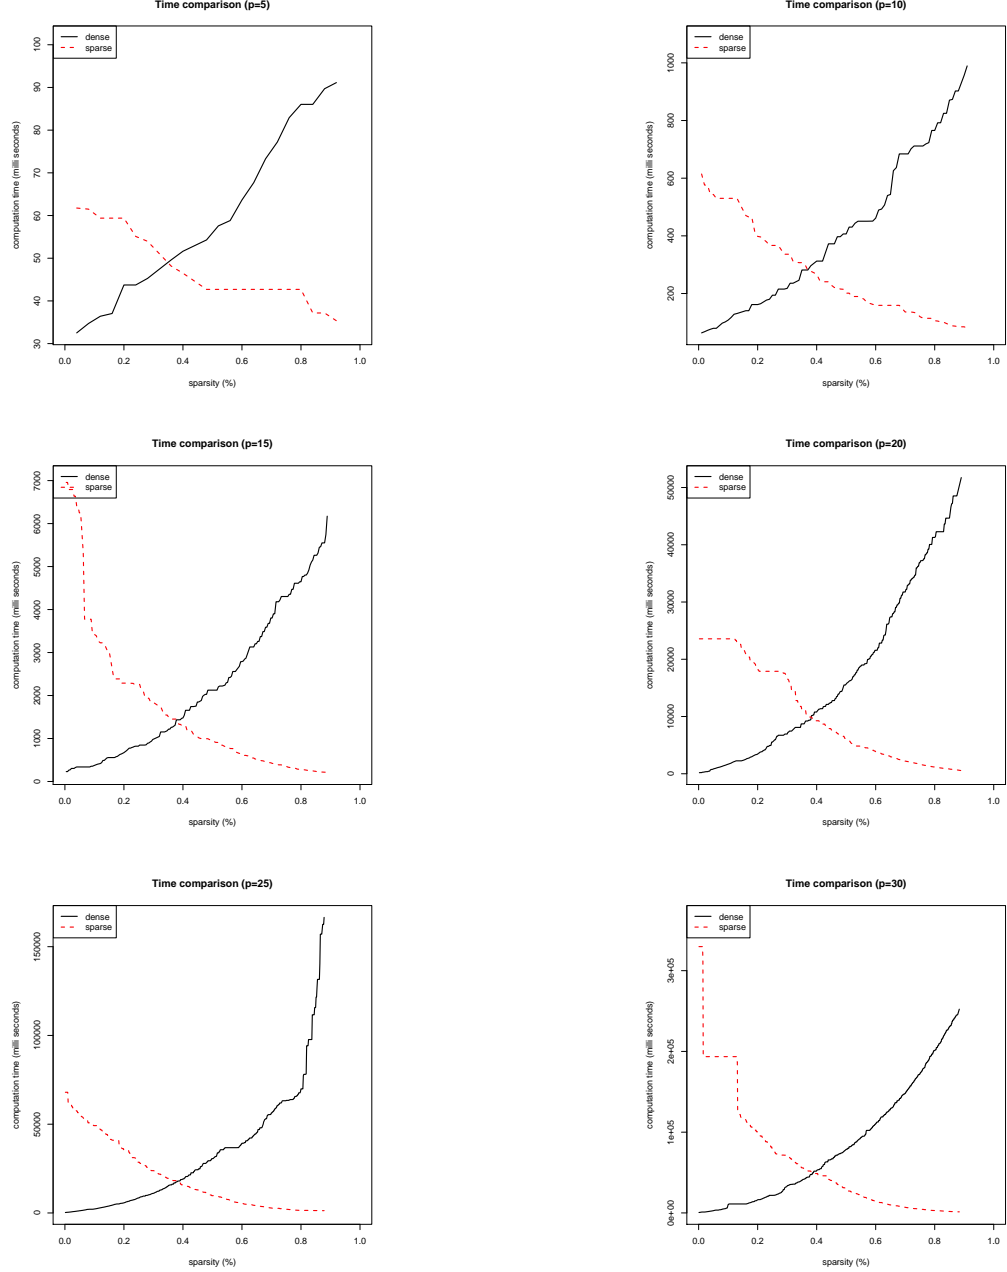 Time comparison (p=5)
dense
sparse
computation time (milli seconds)
30 40 50 60 70 80 90 100
0.0 0.2 0.4 0.6 0.8 1.0
sparsity (%)
Time comparison (p=10)
dense
sparse
computation time (milli seconds)
200 400 600 800 1000
0.0 0.2 0.4 0.6 0.8 1.0
sparsity (%)
Time comparison (p=15)
dense
sparse
computation time (milli seconds)
0 1000 2000 3000 4000 5000 6000 7000
0.0 0.2 0.4 0.6 0.8 1.0
sparsity (%)
Time comparison (p=20)
dense
sparse
computation time (milli seconds)
0 10000 20000 30000 40000 50000
0.0 0.2 0.4 0.6 0.8 1.0
sparsity (%)
Time comparison (p=25)
dense
sparse
computation time (milli seconds)
0 50000 100000 150000
0.0 0.2 0.4 0.6 0.8 1.0
sparsity (%)
Time comparison (p=30)
dense
sparse
computation time (milli seconds)
0e+00 1e+05 2e+05 3e+05
0.0 0.2 0.4 0.6 0.8 1.0
sparsity (%)